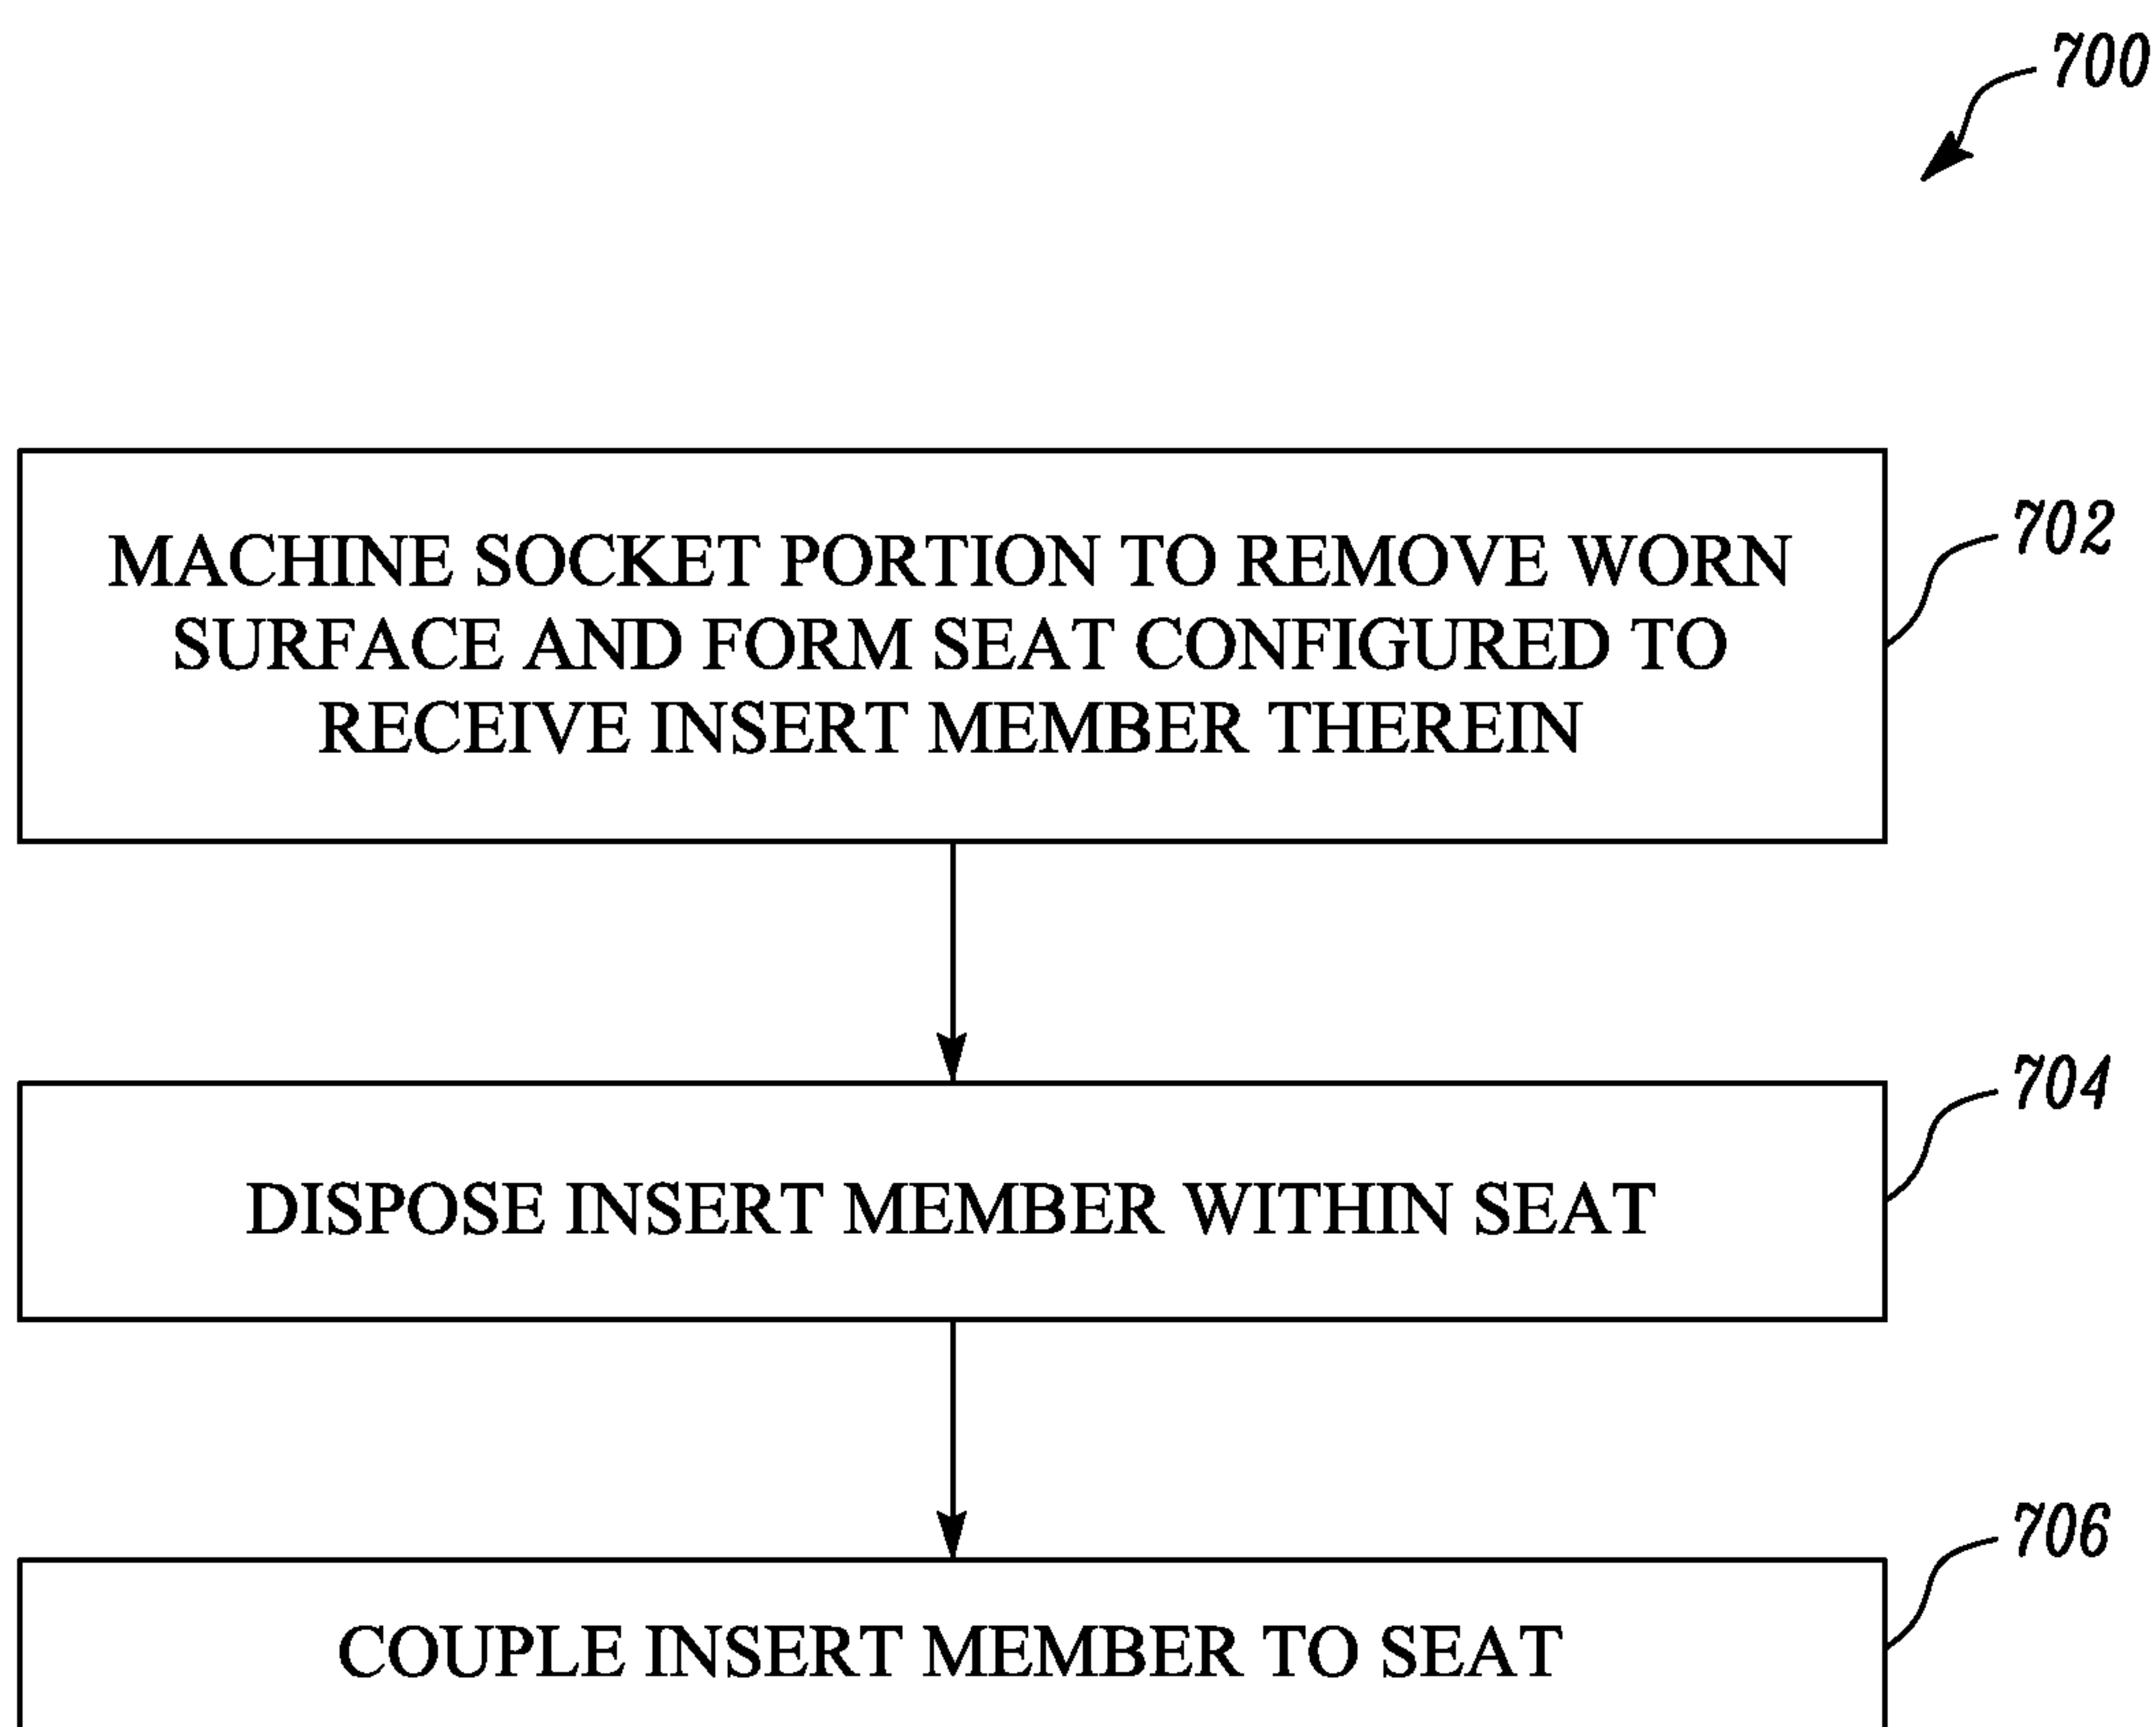 700
MACHINE SOCKET PORTION TO REMOVE WORN
SURFACE AND FORM SEAT CONFIGURED TO
RECEIVE INSERT MEMBER THEREIN
702
DISPOSE INSERT MEMBER WITHIN SEAT
704
COUPLE INSERT MEMBER TO SEAT
706